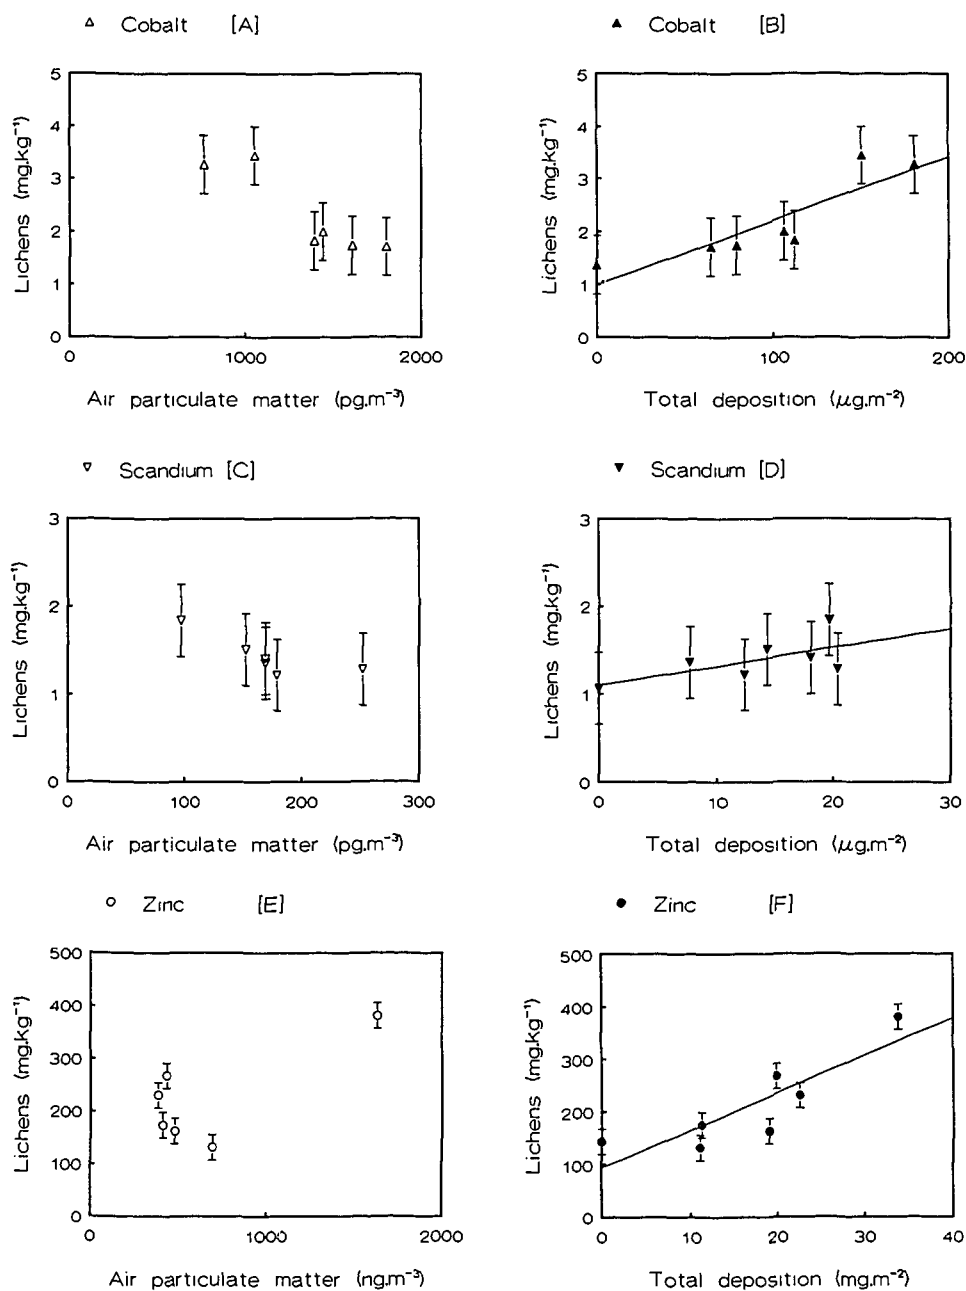 △ Cobalt [A]
▲ Cobalt [B]
5
4
3
2
1
0
Lichens (mg.kg⁻¹)
0 1000 2000
Air particulate matter (pg.m⁻³)
5
4
3
2
1
0
Lichens (mg.kg⁻¹)
0 100 200
Total deposition (μg.m⁻²)
▽ Scandium [C]
▼ Scandium [D]
3
2
1
0
Lichens (mg.kg⁻¹)
0 100 200 300
Air particulate matter (pg.m⁻³)
3
2
1
0
Lichens (mg.kg⁻¹)
0 10 20 30
Total deposition (μg.m⁻²)
○ Zinc [E]
● Zinc [F]
500
400
300
200
100
0
Lichens (mg.kg⁻¹)
0 1000 2000
Air particulate matter (ng.m⁻³)
500
400
300
200
100
0
Lichens (mg.kg⁻¹)
0 10 20 30 40
Total deposition (mg.m⁻²)